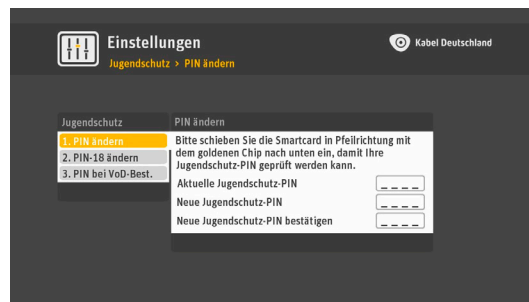 Einstellungen
Jugendschutz > PIN ändern
Kabel Deutschland
Jugendschutz
PIN ändern
1. PIN ändern
2. PIN-18 ändern
3. PIN bei VoD-Best.
Bitte schieben Sie die Smartcard in Pfeilrichtung mit
dem goldenen Chip nach unten ein, damit Ihre
Jugendschutz-PIN geprüft werden kann.
Aktuelle Jugendschutz-PIN
Neue Jugendschutz-PIN
Neue Jugendschutz-PIN bestätigen